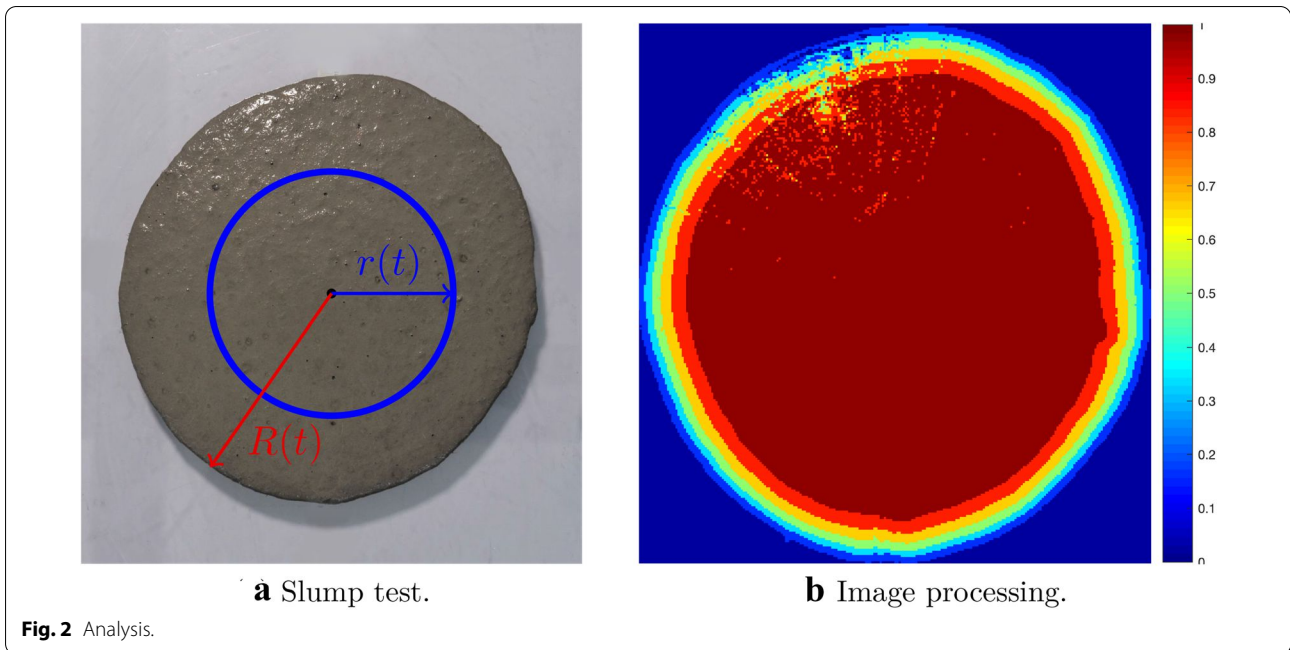 r(t)
R(t)
1
0.9
0.8
0.7
0.6
0.5
0.4
0.3
0.2
0.1
0
a Slump test.
b Image processing.
Fig. 2 Analysis.